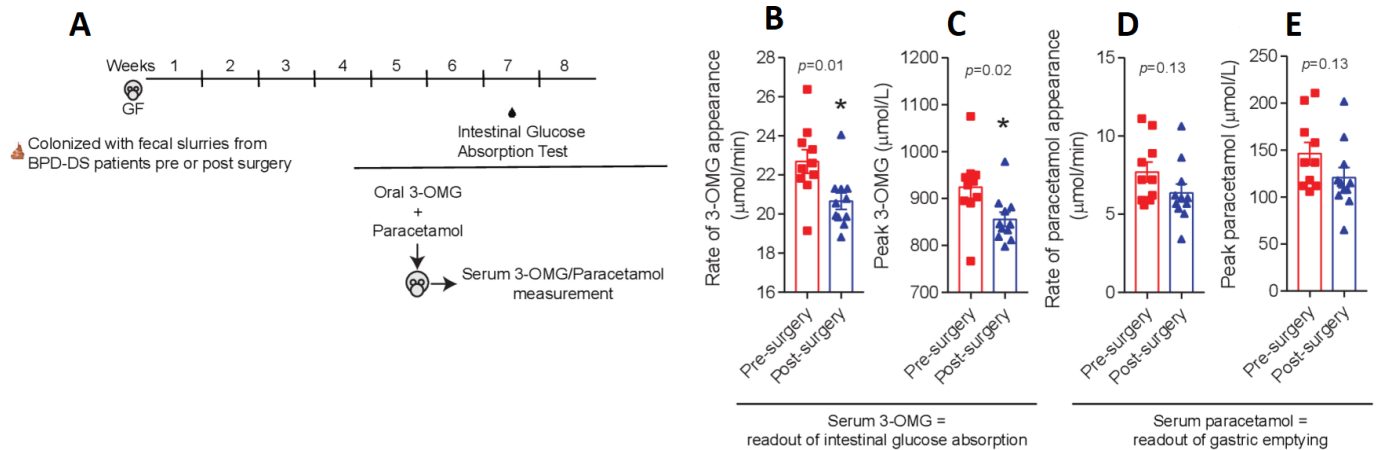 A
Weeks 1 2 3 4 5 6 7 8
GF
Colonized with fecal slurries from
BPD-DS patients pre or post surgery
Intestinal Glucose
Absorption Test
Oral 3-OMG
+
Paracetamol
Serum 3-OMG/Paracetamol
measurement
B
Rate of 3-OMG appearance
(μmol/min)
28
26
24
22
20
18
16
p=0.01
*
Pre-surgery
Post-surgery
C
Peak 3-OMG (μmol/L)
1200
1100
1000
900
800
700
p=0.02
*
Pre-surgery
Post-surgery
Serum 3-OMG =
readout of intestinal glucose absorption
D
Rate of paracetamol appearance
(μmol/min)
15
10
5
0
p=0.13
Pre-surgery
Post-surgery
E
Peak paracetamol (μmol/L)
250
200
150
100
50
0
p=0.13
Pre-surgery
Post-surgery
Serum paracetamol =
readout of gastric emptying